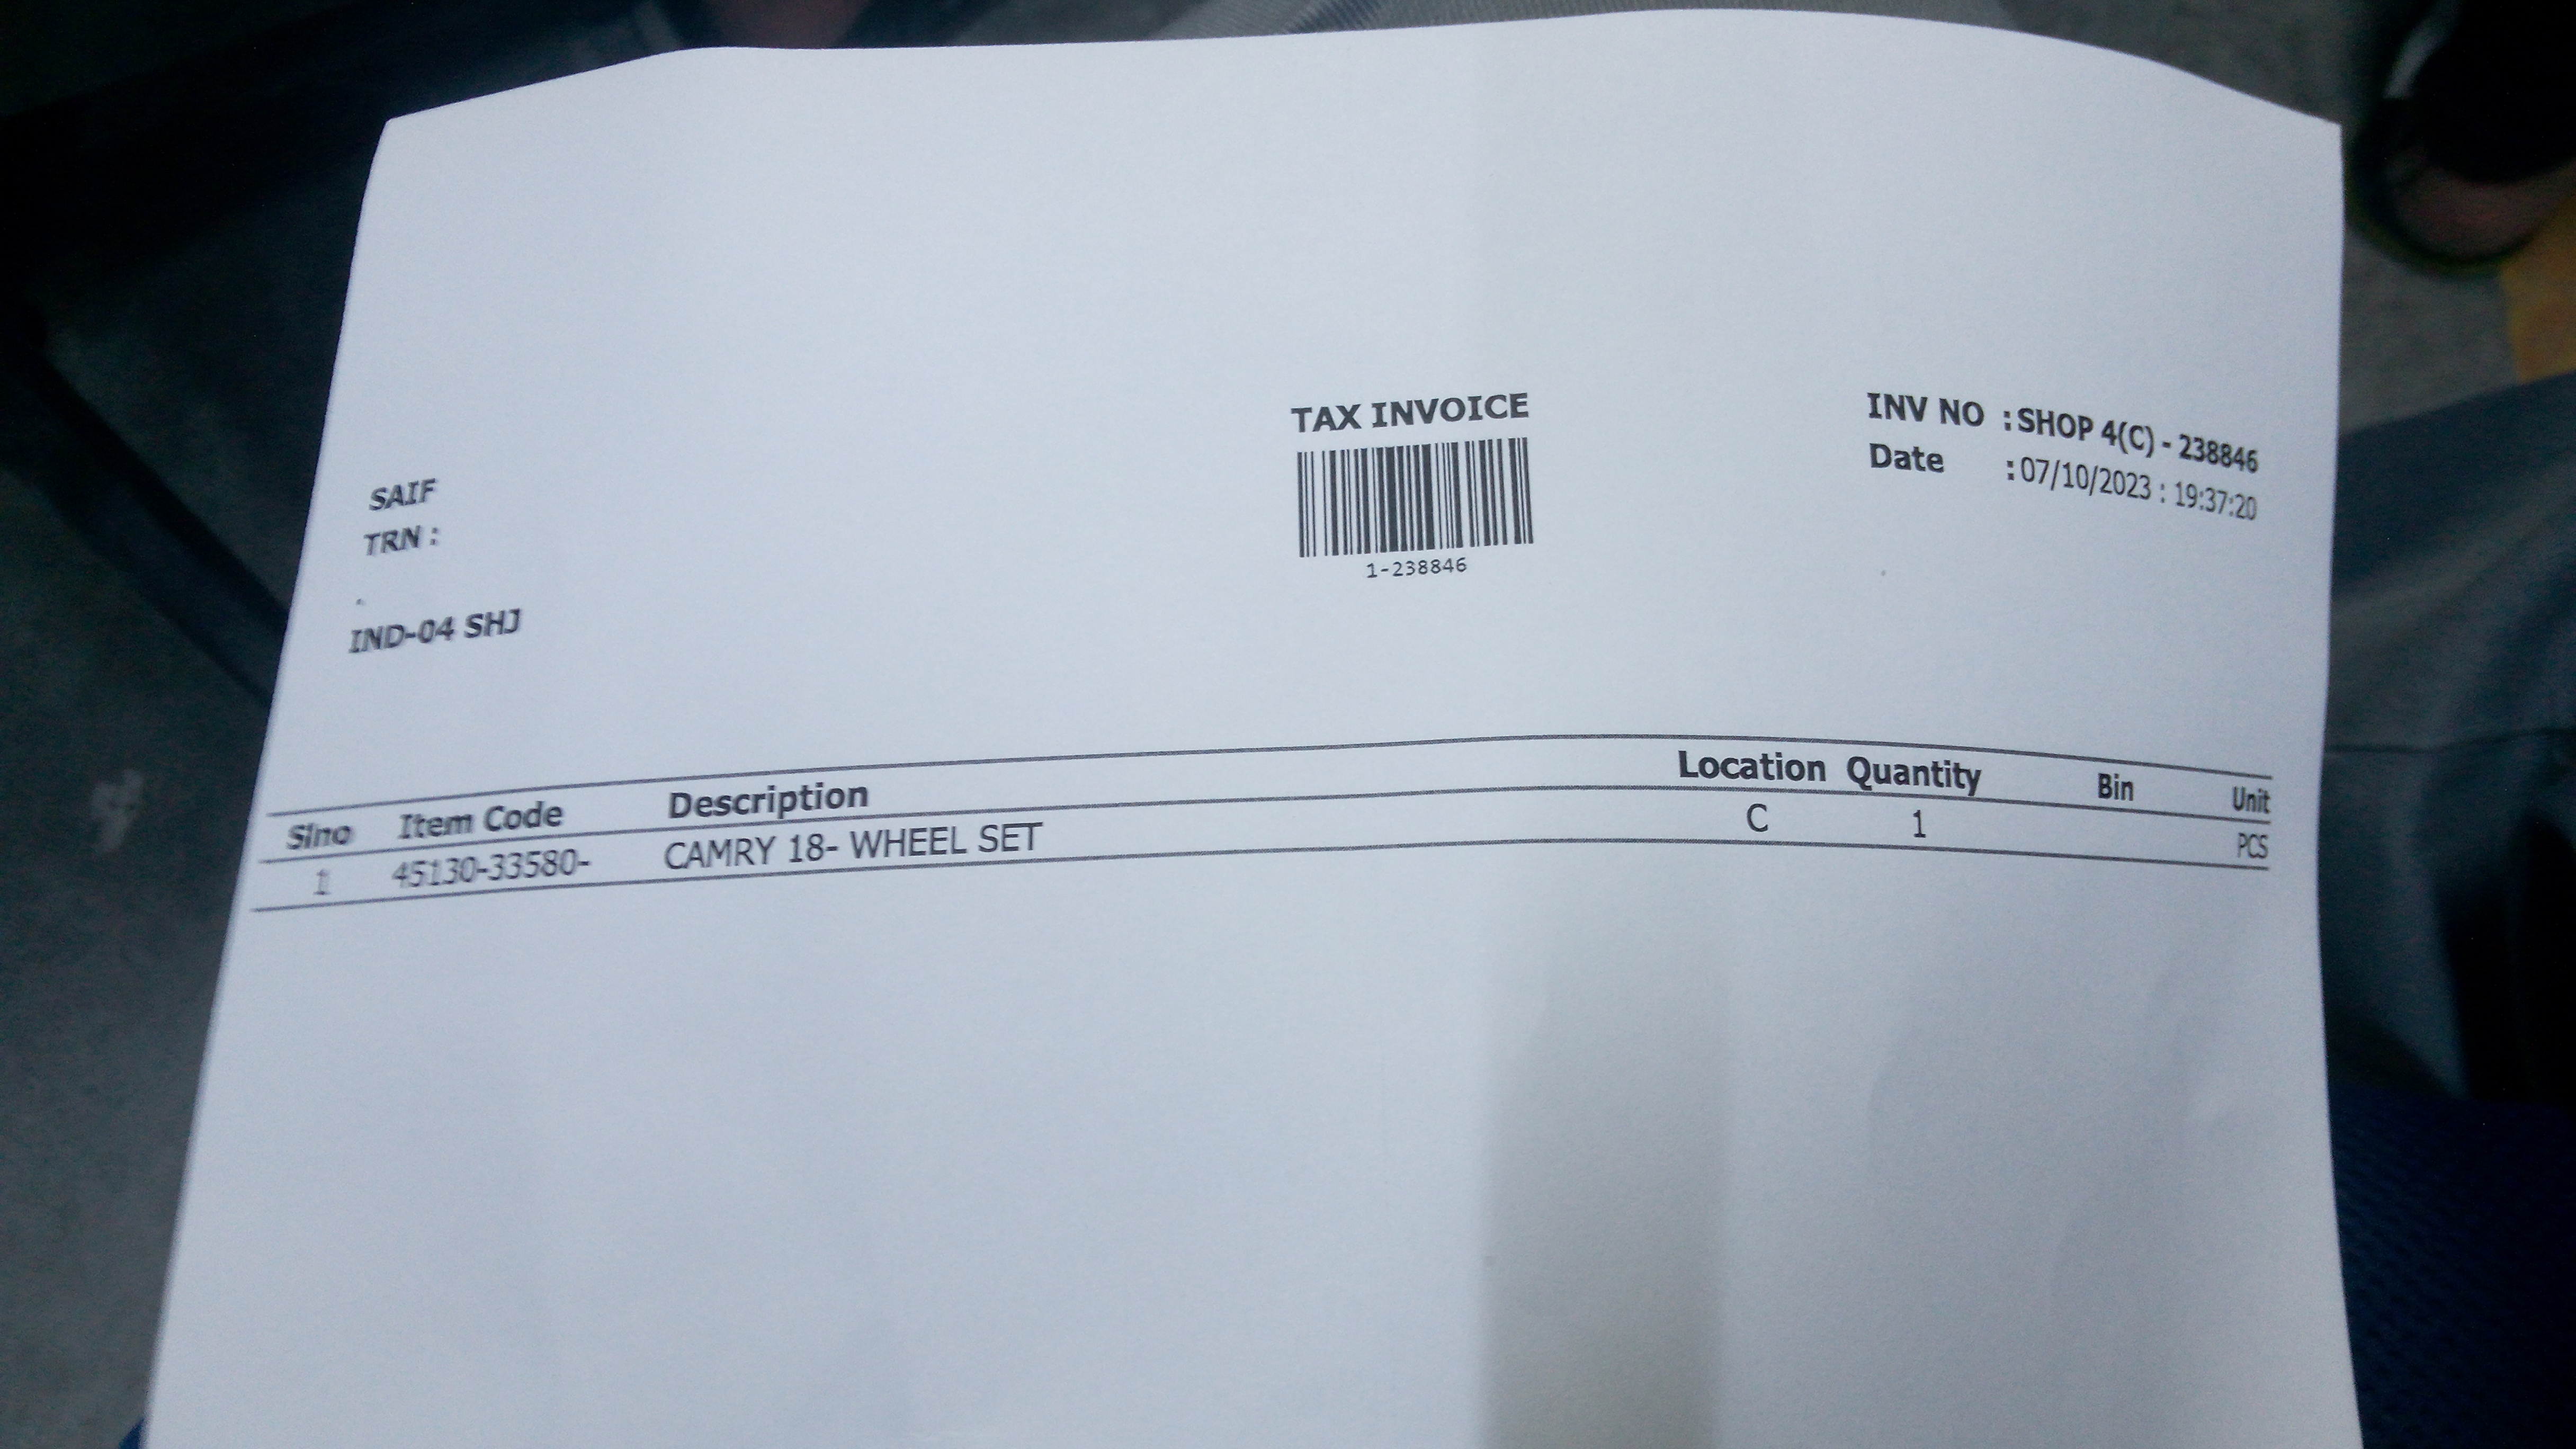 TAX INVOICE
1-238846
INV NO : SHOP 4(C) - 238846
Date : 07/10/2023 : 19:37:20
SAIF
TRN :
.
IND-04 SHJ
Slno Item Code Description Location Quantity Bin Unit
1 45130-33580- CAMRY 18- WHEEL SET C 1 PCS